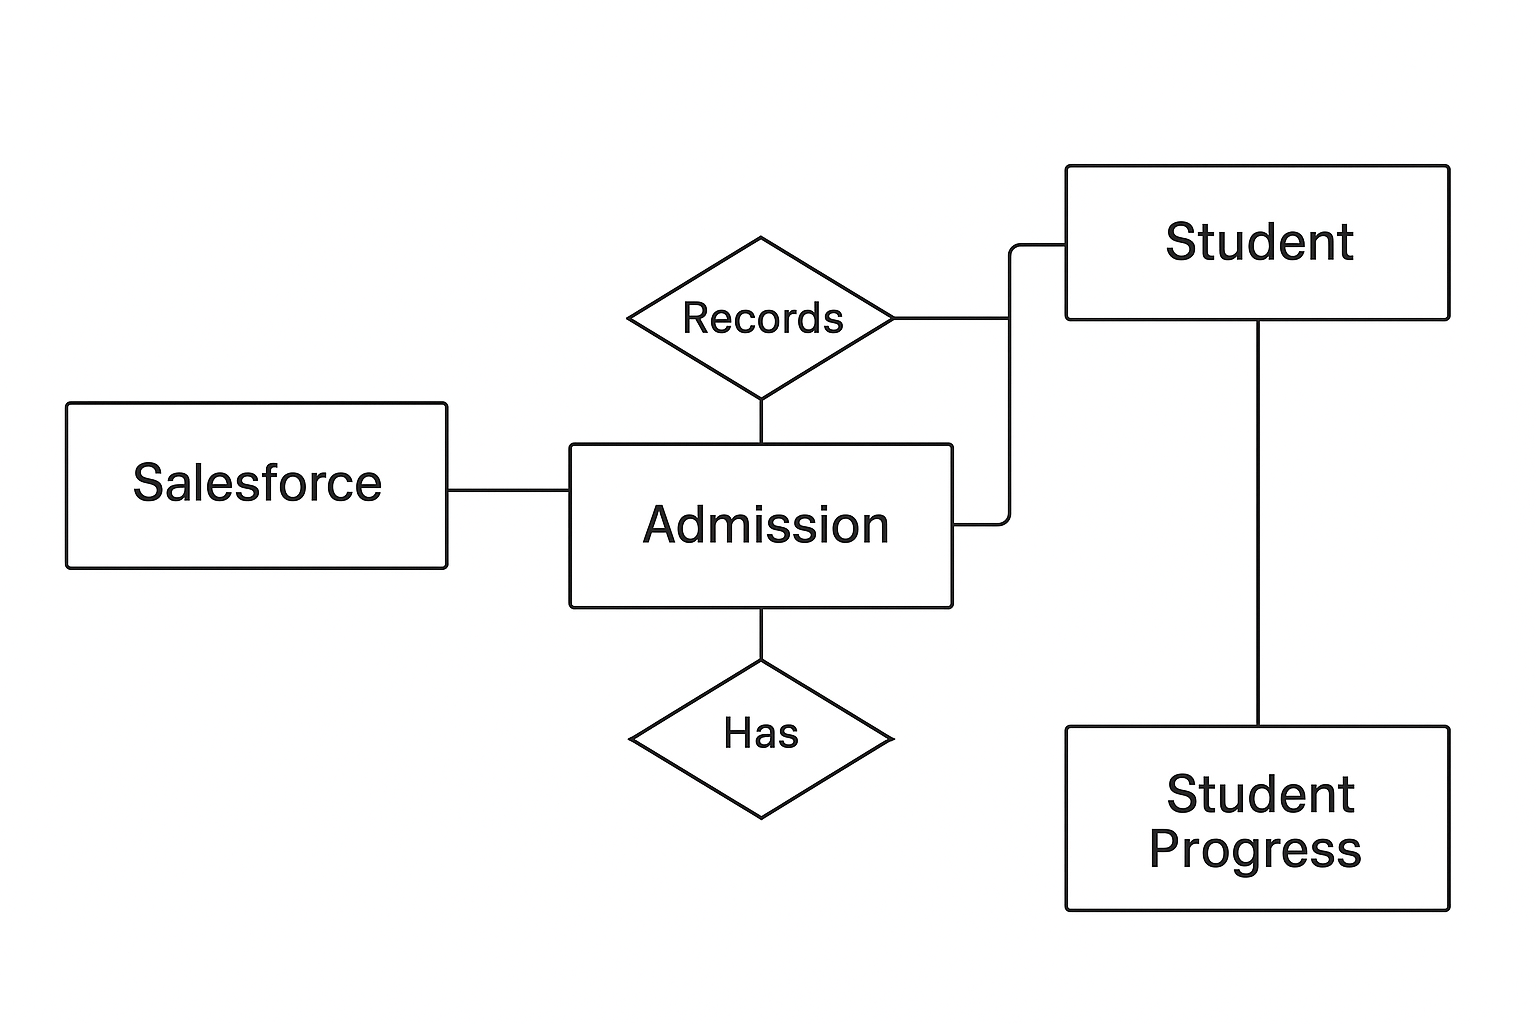 Student
Records
Salesforce
Admission
Has
Student
Progress